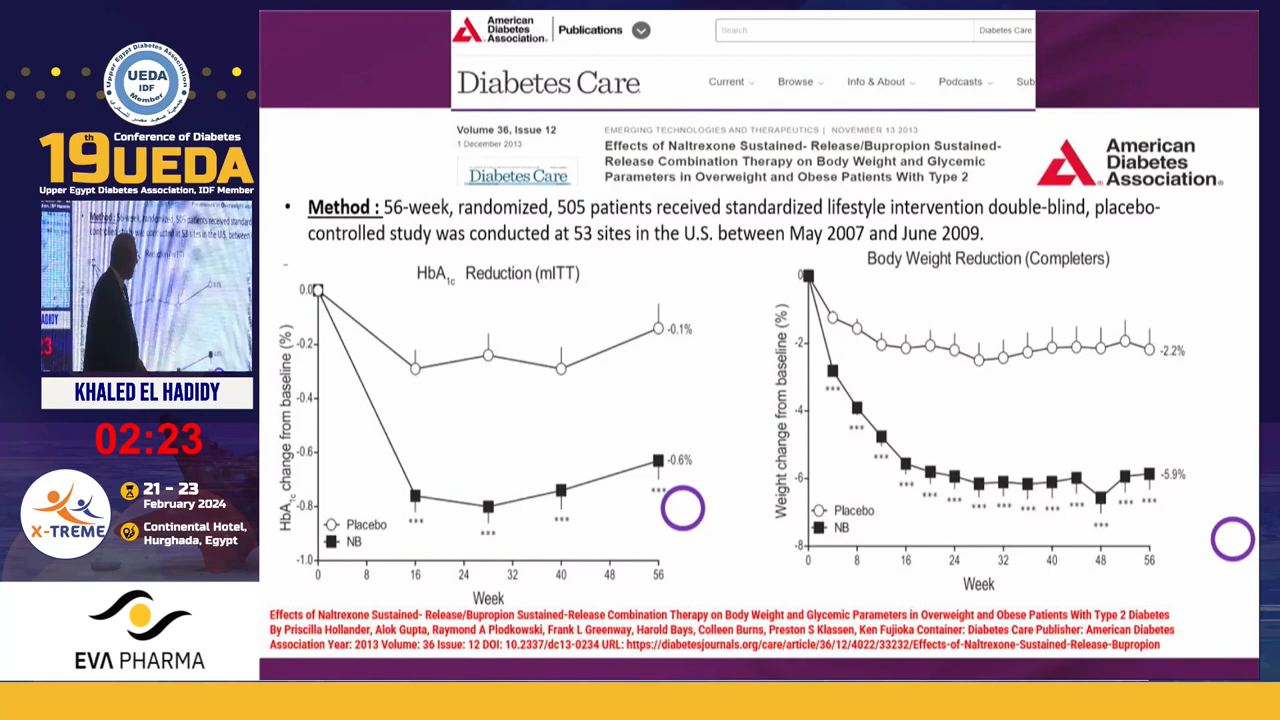 American
Diabetes
Association.
Publications
Search
Diabetes Care
Diabetes Care
Current
Browse
Info & About
Podcasts
Sub
Volume 36, Issue 12
1 December 2013
Diabetes Care
EMERGING TECHNOLOGIES AND THERAPEUTICS | NOVEMBER 13 2013
Effects of Naltrexone Sustained- Release/Bupropion Sustained-
Release Combination Therapy on Body Weight and Glycemic
Parameters in Overweight and Obese Patients With Type 2
American
Diabetes
Association.
• Method : 56-week, randomized, 505 patients received standardized lifestyle intervention double-blind, placebo-
controlled study was conducted at 53 sites in the U.S. between May 2007 and June 2009.
HbA1c Reduction (mITT)
HbA1c change from baseline (%)
0.0
-0.2
-0.4
-0.6
-0.8
-1.0
-0.1%
-0.6%
***
***
***
***
Placebo
NB
0 8 16 24 32 40 48 56
Week
Body Weight Reduction (Completers)
Weight change from baseline (%)
0
-2
-4
-6
-8
-2.2%
-5.9%
***
***
***
***
***
***
***
***
***
***
***
***
***
***
Placebo
NB
0 8 16 24 32 40 48 56
Week
Effects of Naltrexone Sustained- Release/Bupropion Sustained-Release Combination Therapy on Body Weight and Glycemic Parameters in Overweight and Obese Patients With Type 2 Diabetes
By Priscilla Hollander, Alok Gupta, Raymond A Plodkowski, Frank L Greenway, Harold Bays, Colleen Burns, Preston S Klassen, Ken Fujioka Container: Diabetes Care Publisher: American Diabetes
Association Year: 2013 Volume: 36 Issue: 12 DOI: 10.2337/dc13-0234 URL: https://diabetesjournals.org/care/article/36/12/4022/33232/Effects-of-Naltrexone-Sustained-Release-Bupropion
Upper Egypt Diabetes Association
UEDA
IDF
Member
19th Conference of Diabetes
UEDA
Upper Egypt Diabetes Association, IDF Member
KHALED EL HADIDY
02:23
X-TREME
21 - 23
February 2024
Continental Hotel,
Hurghada, Egypt
EVA PHARMA